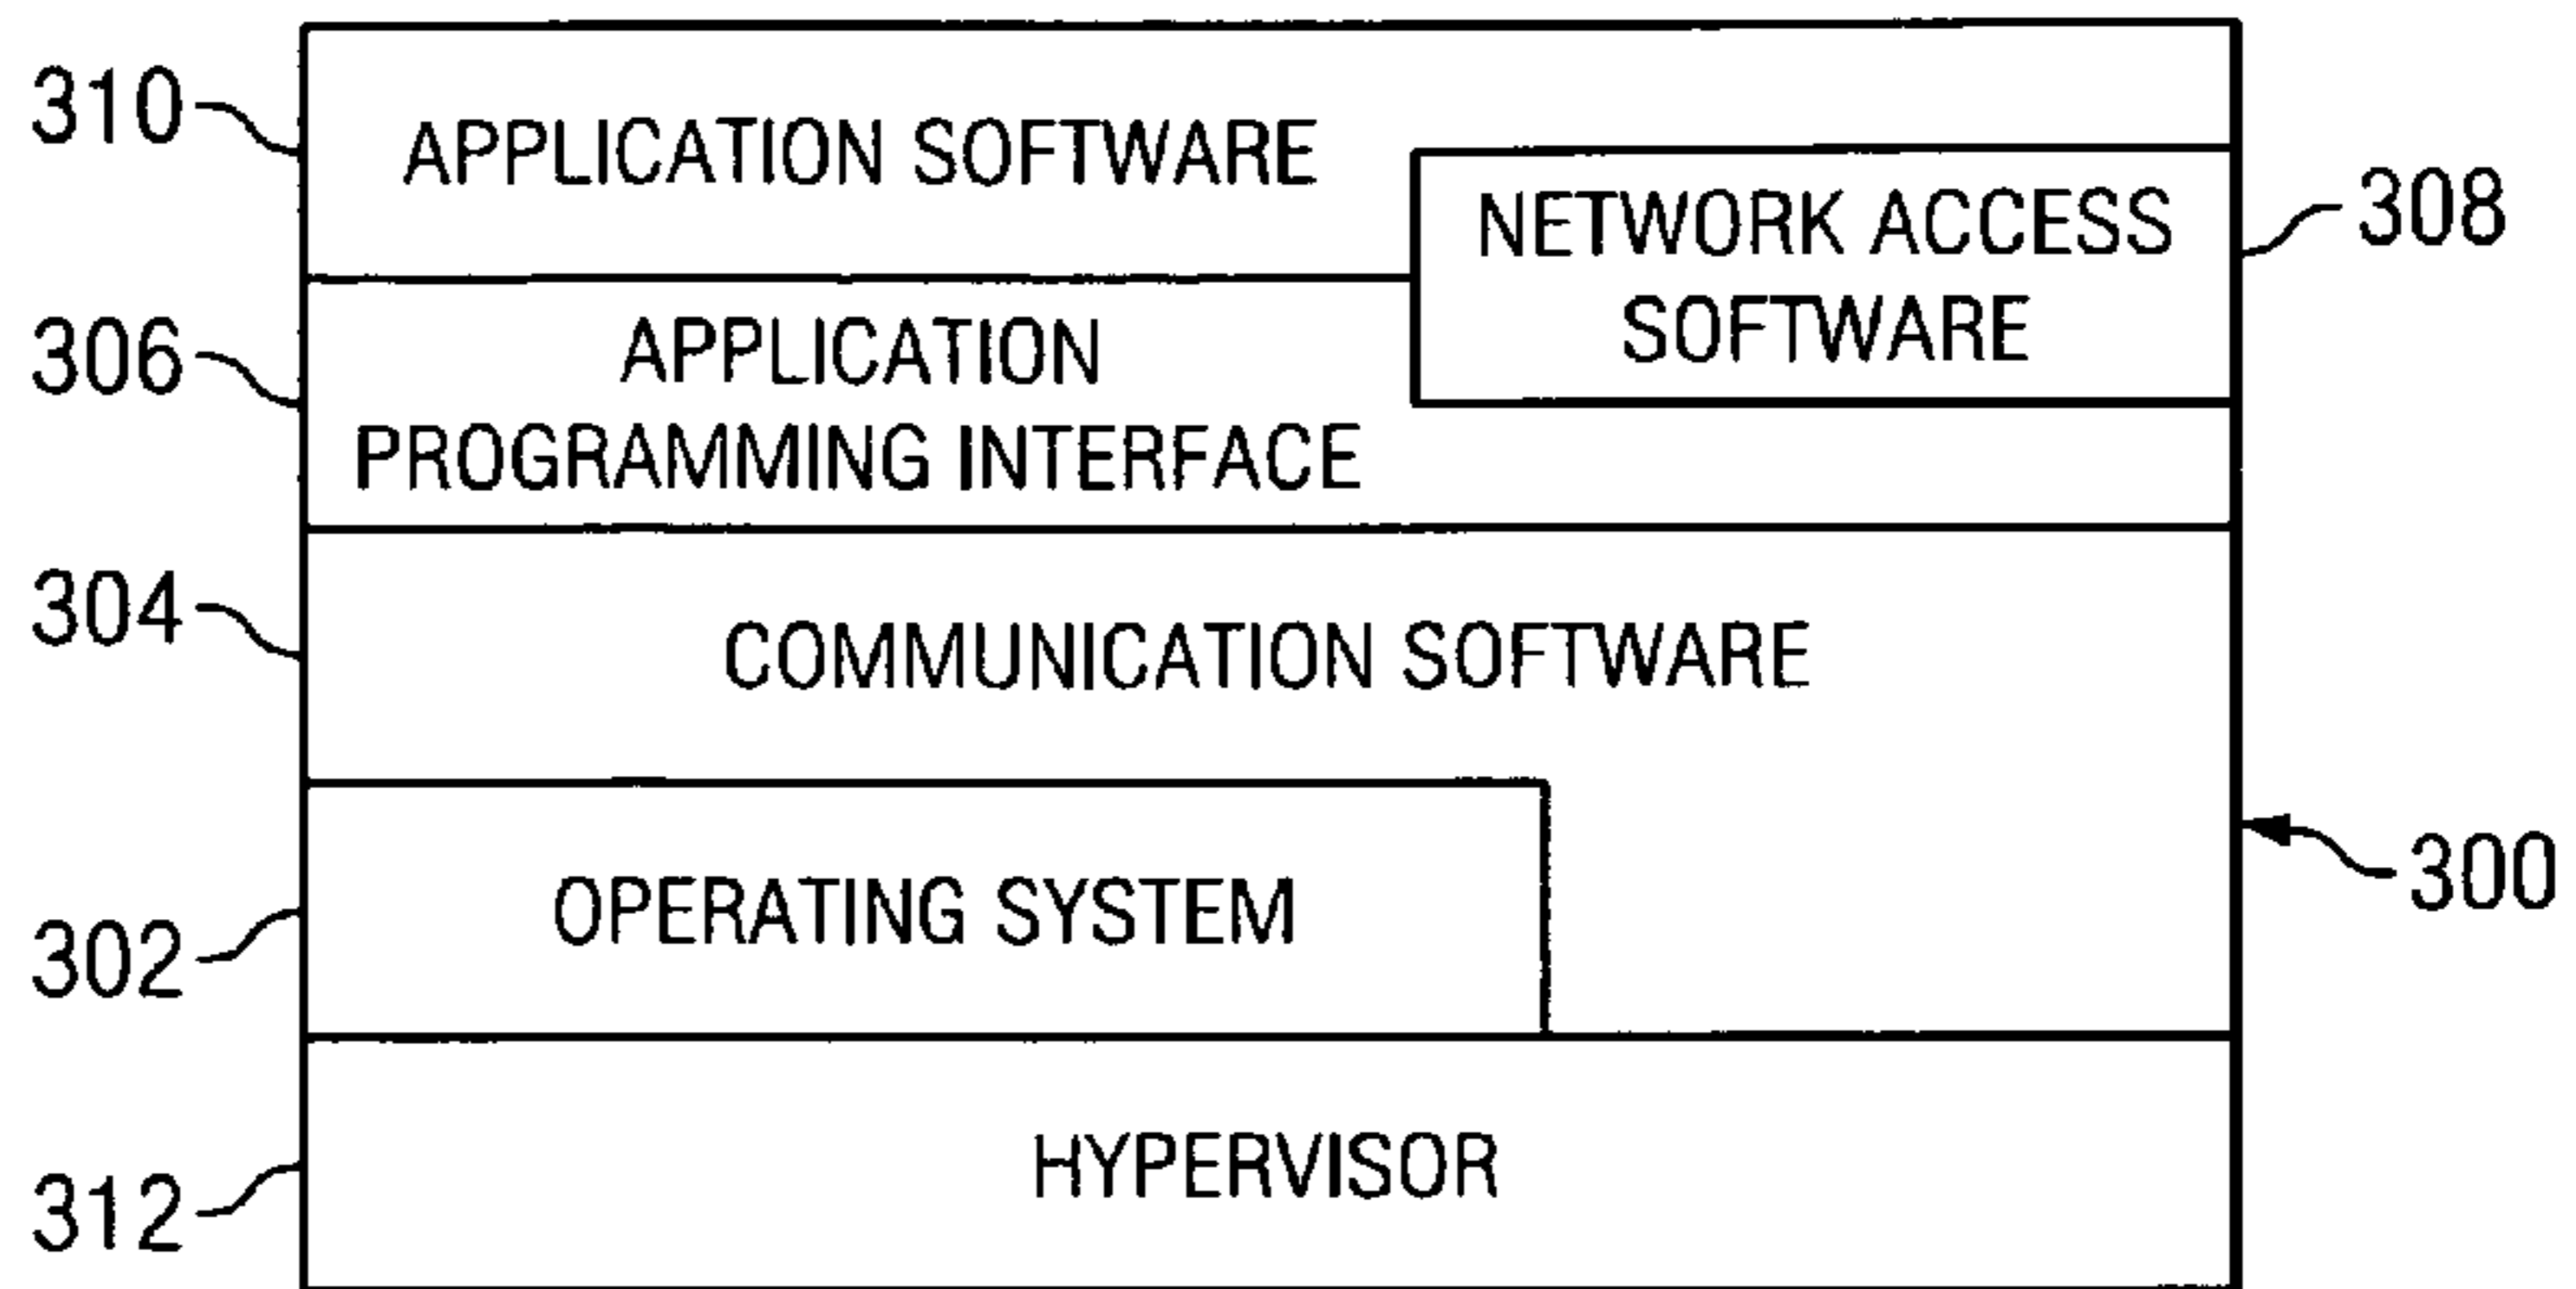 310
APPLICATION SOFTWARE
NETWORK ACCESS
SOFTWARE
308
306
APPLICATION
PROGRAMMING INTERFACE
304
COMMUNICATION SOFTWARE
300
302
OPERATING SYSTEM
312
HYPERVISOR